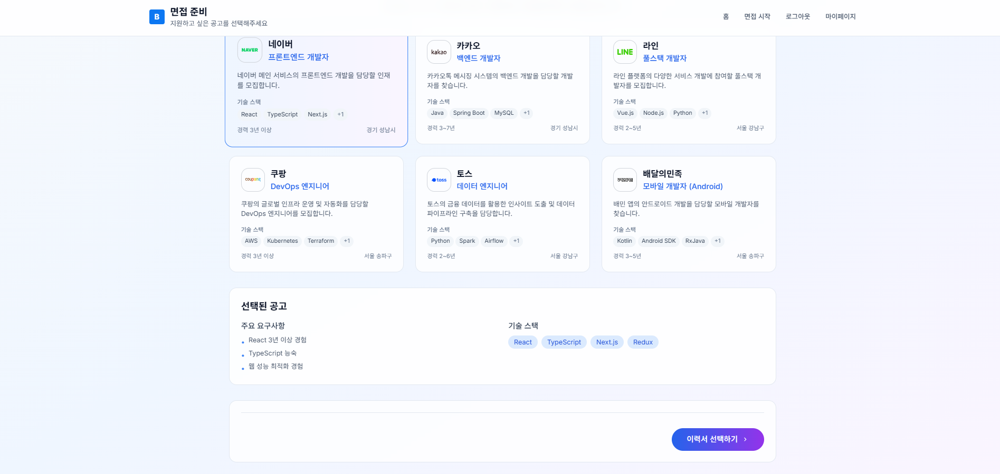 B
면접 준비
지원하고 싶은 공고를 선택해주세요
홈
면접 시작
로그아웃
마이페이지
NAVER
네이버
프론트엔드 개발자
네이버 메인 서비스의 프론트엔드 개발을 담당할 인재
를 모집합니다.
기술 스택
React
TypeScript
Next.js
+1
경력 3년 이상
경기 성남시
kakao
카카오
백엔드 개발자
카카오톡 메시징 시스템의 백엔드 개발을 담당할 개발
자를 찾습니다.
기술 스택
Java
Spring Boot
MySQL
+1
경력 3~7년
경기 성남시
LINE
라인
풀스택 개발자
라인 플랫폼의 다양한 서비스 개발에 참여할 풀스택 개
발자를 모집합니다.
기술 스택
Vue.js
Node.js
Python
+1
경력 2~5년
서울 강남구
coupang
쿠팡
DevOps 엔지니어
쿠팡의 글로벌 인프라 운영 및 자동화를 담당할
DevOps 엔지니어를 모집합니다.
기술 스택
AWS
Kubernetes
Terraform
+1
경력 3년 이상
서울 송파구
toss
토스
데이터 엔지니어
토스의 금융 데이터를 활용한 인사이트 도출 및 데이터
파이프라인 구축을 담당합니다.
기술 스택
Python
Spark
Airflow
+1
경력 2~6년
서울 강남구
배달의민족
모바일 개발자 (Android)
배민 앱의 안드로이드 개발을 담당할 모바일 개발자를
찾습니다.
기술 스택
Kotlin
Android SDK
RxJava
+1
경력 3~5년
서울 송파구
선택된 공고
주요 요구사항
• React 3년 이상 경험
• TypeScript 능숙
• 웹 성능 최적화 경험
기술 스택
React
TypeScript
Next.js
Redux
이력서 선택하기 ›